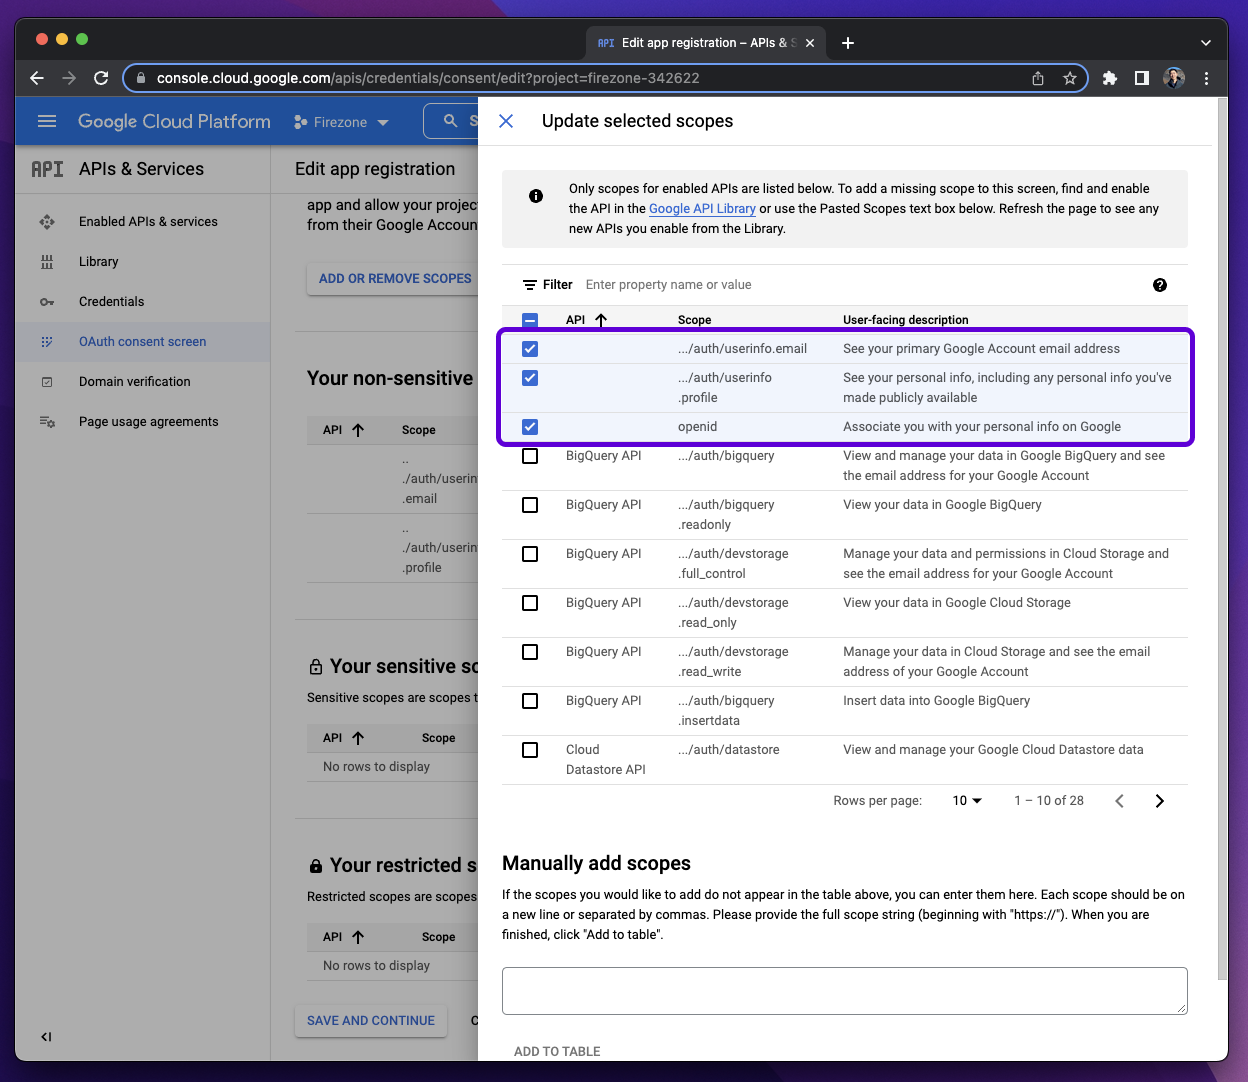 API Edit app registration – APIs & S
console.cloud.google.com/apis/credentials/consent/edit?project=firezone-342622
Google Cloud Platform
Firezone
S
API APIs & Services
Enabled APIs & services
Library
Credentials
OAuth consent screen
Domain verification
Page usage agreements
Edit app registration
app and allow your projec
from their Google Accoun
ADD OR REMOVE SCOPES
Your non-sensitive
API Scope
..
./auth/userin
.email
..
./auth/userin
.profile
Your sensitive sc
Sensitive scopes are scopes t
API Scope
No rows to display
Your restricted s
Restricted scopes are scopes
API Scope
No rows to display
SAVE AND CONTINUE C
Update selected scopes
Only scopes for enabled APIs are listed below. To add a missing scope to this screen, find and enable
the API in the Google API Library or use the Pasted Scopes text box below. Refresh the page to see any
new APIs you enable from the Library.
Filter Enter property name or value
API Scope User-facing description
.../auth/userinfo.email See your primary Google Account email address
.../auth/userinfo See your personal info, including any personal info you've
.profile made publicly available
openid Associate you with your personal info on Google
BigQuery API .../auth/bigquery View and manage your data in Google BigQuery and see
the email address for your Google Account
BigQuery API .../auth/bigquery View your data in Google BigQuery
.readonly
BigQuery API .../auth/devstorage Manage your data and permissions in Cloud Storage and
.full_control see the email address for your Google Account
BigQuery API .../auth/devstorage View your data in Google Cloud Storage
.read_only
BigQuery API .../auth/devstorage Manage your data in Cloud Storage and see the email
.read_write address of your Google Account
BigQuery API .../auth/bigquery Insert data into Google BigQuery
.insertdata
Cloud .../auth/datastore View and manage your Google Cloud Datastore data
Datastore API
Rows per page: 10 1 – 10 of 28
Manually add scopes
If the scopes you would like to add do not appear in the table above, you can enter them here. Each scope should be on
a new line or separated by commas. Please provide the full scope string (beginning with "https://"). When you are
finished, click "Add to table".
ADD TO TABLE